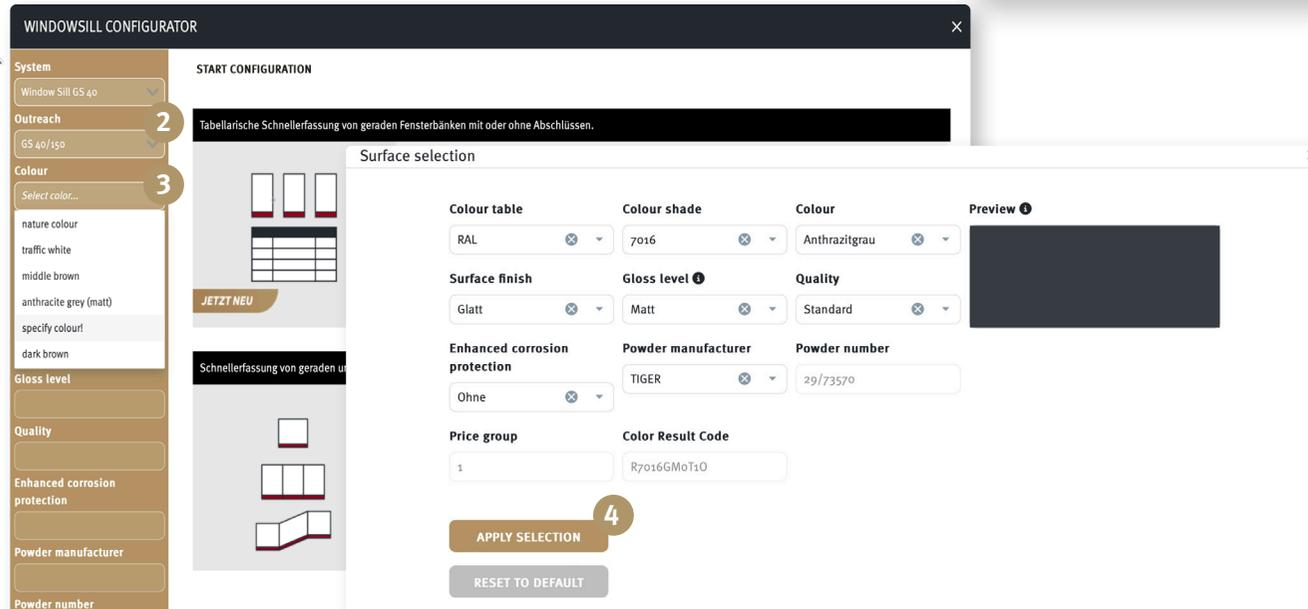 WINDOWSILL CONFIGURATOR
System
Window Sill GS 40
Outreach
2
GS 40/150
Colour
3
Select color...
nature colour
traffic white
middle brown
anthracite grey (matt)
specify colour!
dark brown
Gloss level
Quality
Enhanced corrosion
protection
Powder manufacturer
Powder number
START CONFIGURATION
Tabellarische Schnellerfassung von geraden Fensterbänken mit oder ohne Abschlüssen.
JETZT NEU
Schnellerfassung von geraden
Surface selection
Colour table Colour shade Colour Preview
RAL 7016 Anthrazitgrau
Surface finish Gloss level Quality
Glatt Matt Standard
Enhanced corrosion
protection
Powder manufacturer Powder number
Ohne TIGER 29/73570
Price group Color Result Code
1 R7016GM0T1O
4
APPLY SELECTION
RESET TO DEFAULT